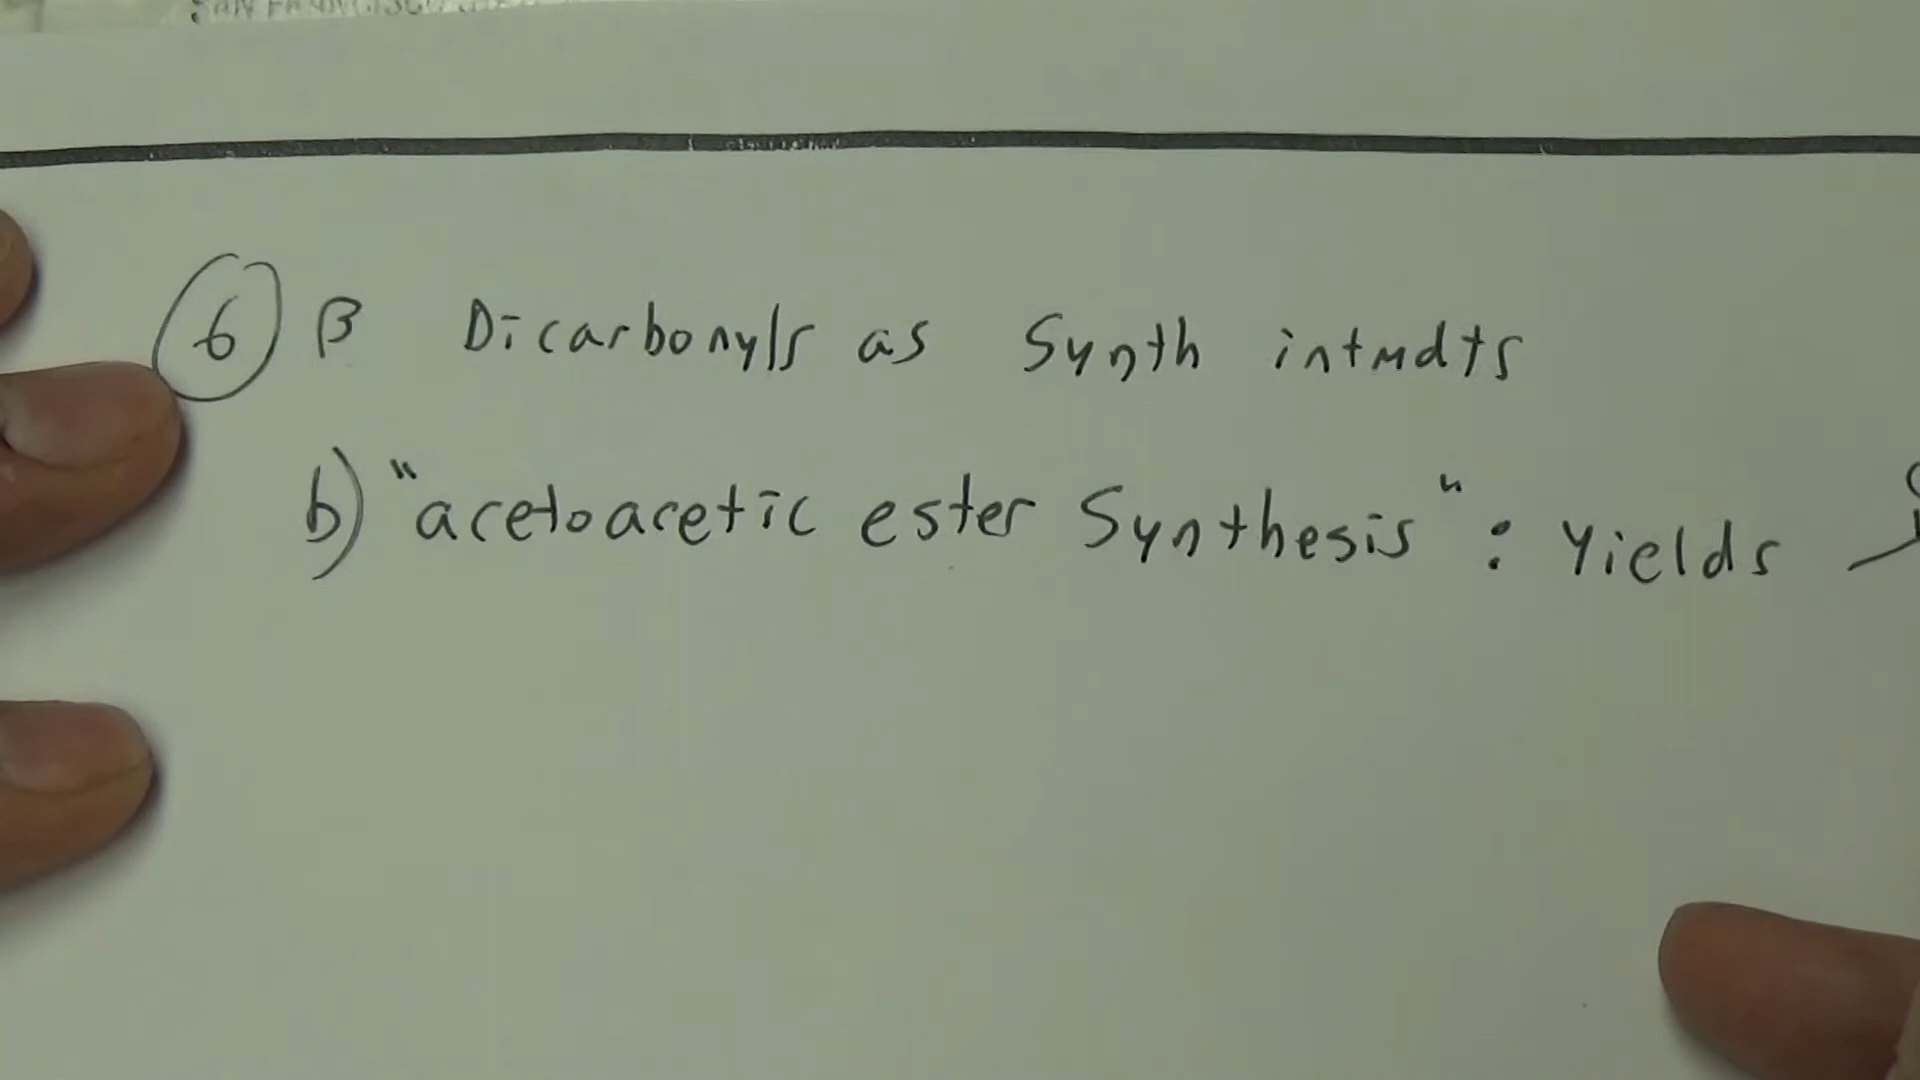 6 β Dicarbonyls as Synth intmdts
b) "acetoacetic ester Synthesis" : Yields